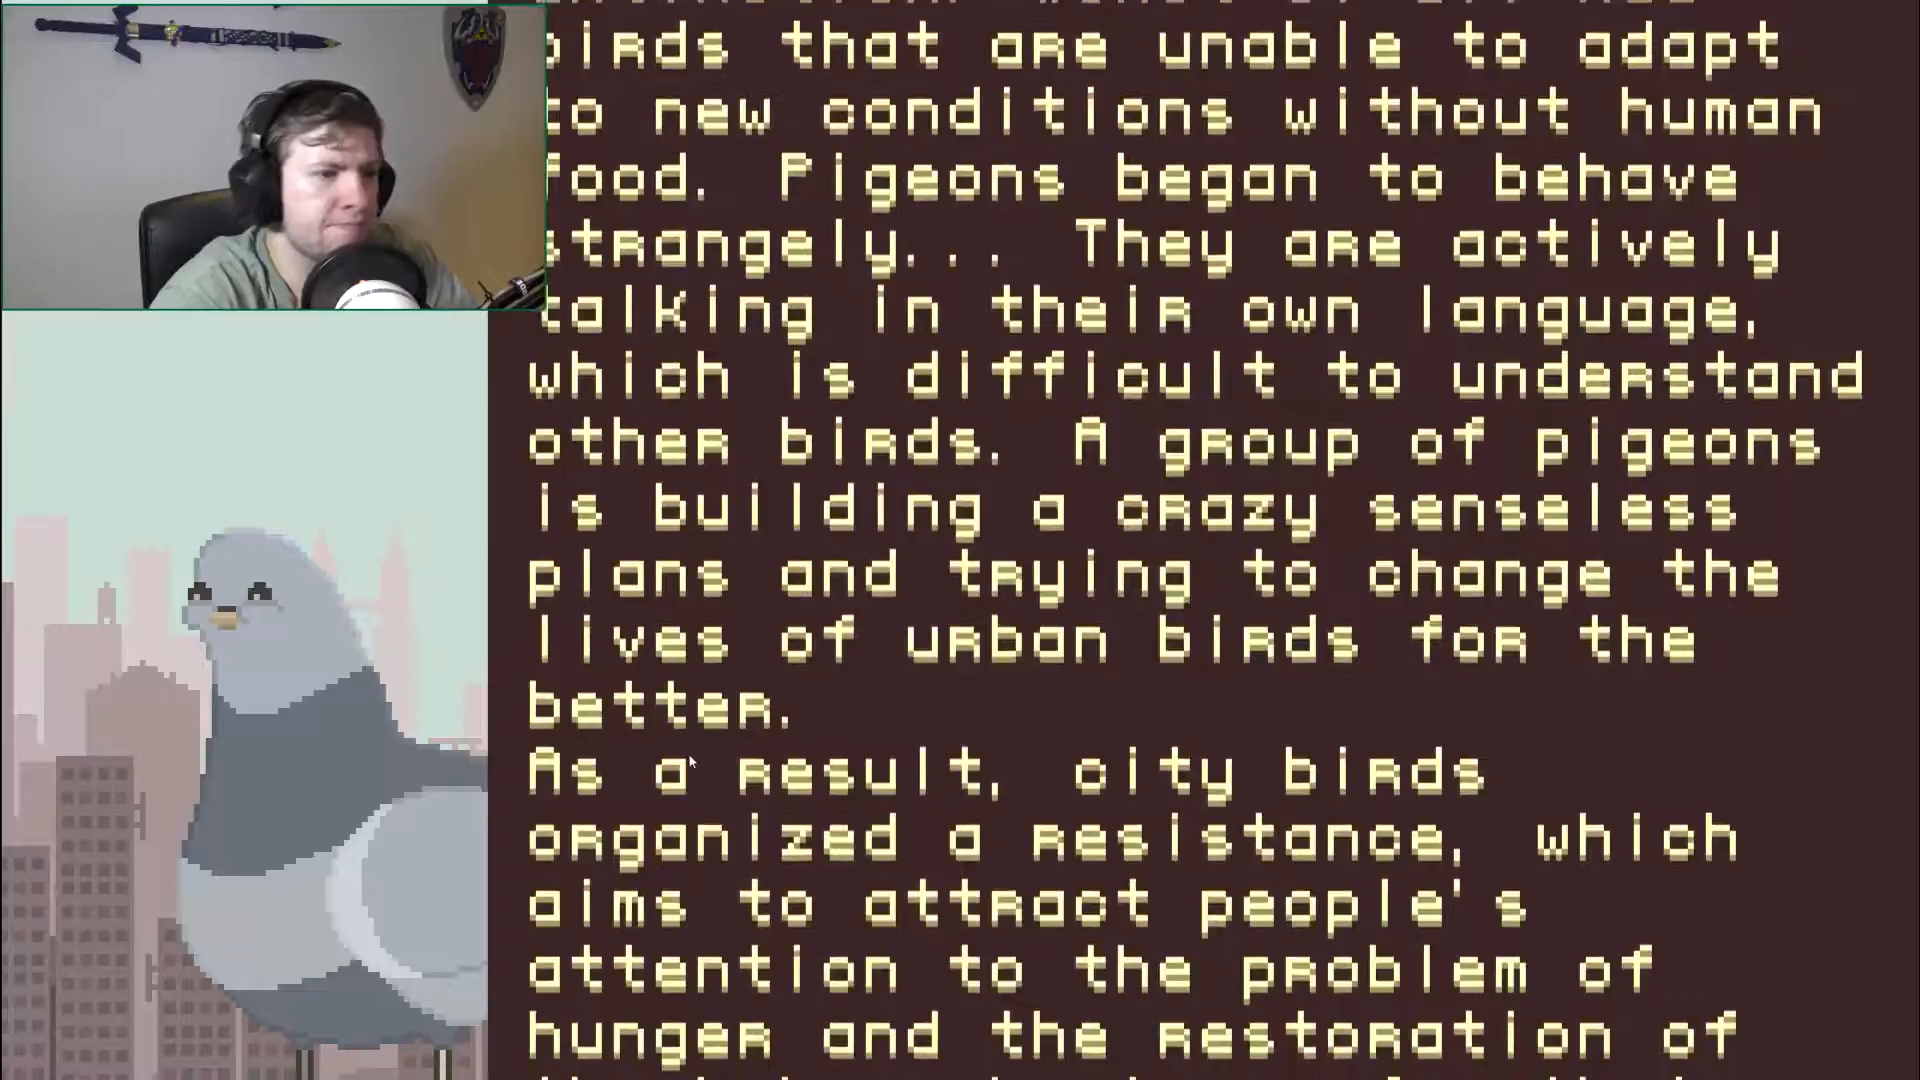 birds that are unable to adapt
to new conditions without human
food. Pigeons began to behave
strangely... They are actively
talking in their own language,
which is difficult to understand
other birds. A group of pigeons
is building a crazy senseless
plans and trying to change the
lives of urban birds for the
better.
As a result, city birds
organized a resistance, which
aims to attract people's
attention to the problem of
hunger and the restoration of